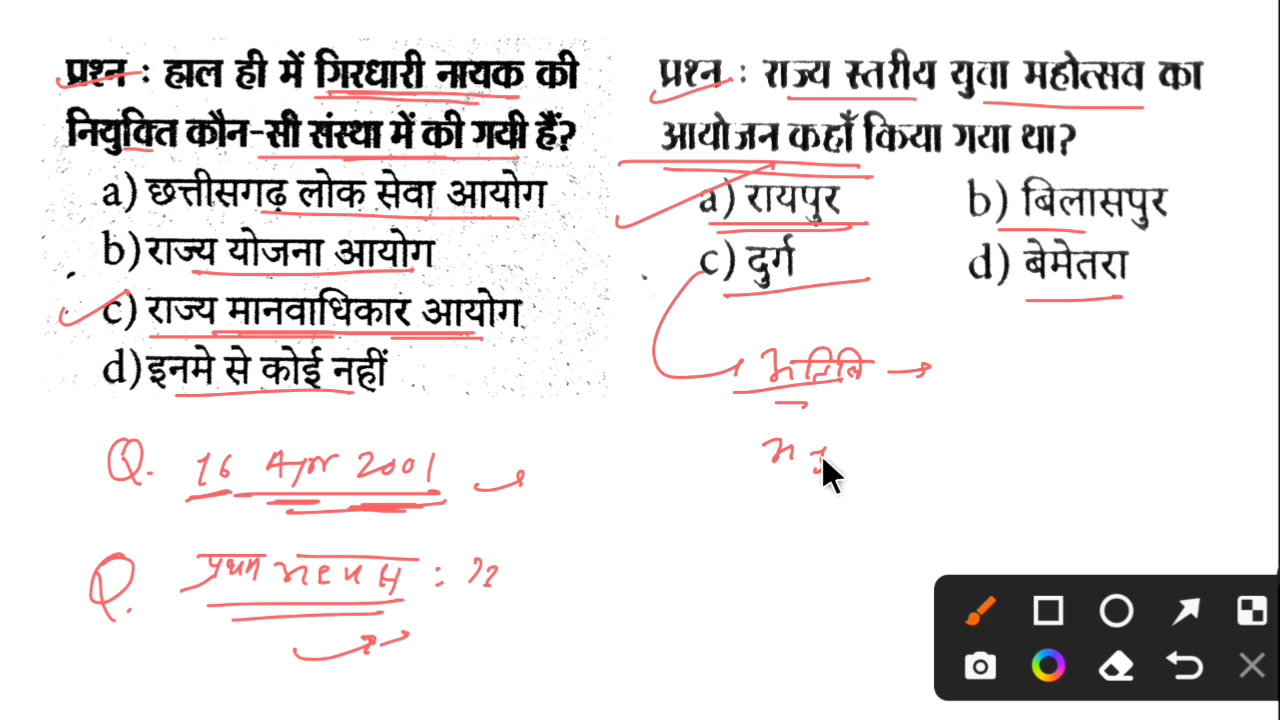 प्रश्न : हाल ही में गिरधारी नायक की
नियुक्ति कौन-सी संस्था में की गयी हैं?
a) छत्तीसगढ़ लोक सेवा आयोग
b) राज्य योजना आयोग
c) राज्य मानवाधिकार आयोग
d) इनमे से कोई नहीं
Q. 16 Apr 2001
Q. प्रथम अध्यक्ष : ??
प्रश्न : राज्य स्तरीय युवा महोत्सव का
आयोजन कहाँ किया गया था?
a) रायपुर b) बिलासपुर
c) दुर्ग d) बेमेतरा